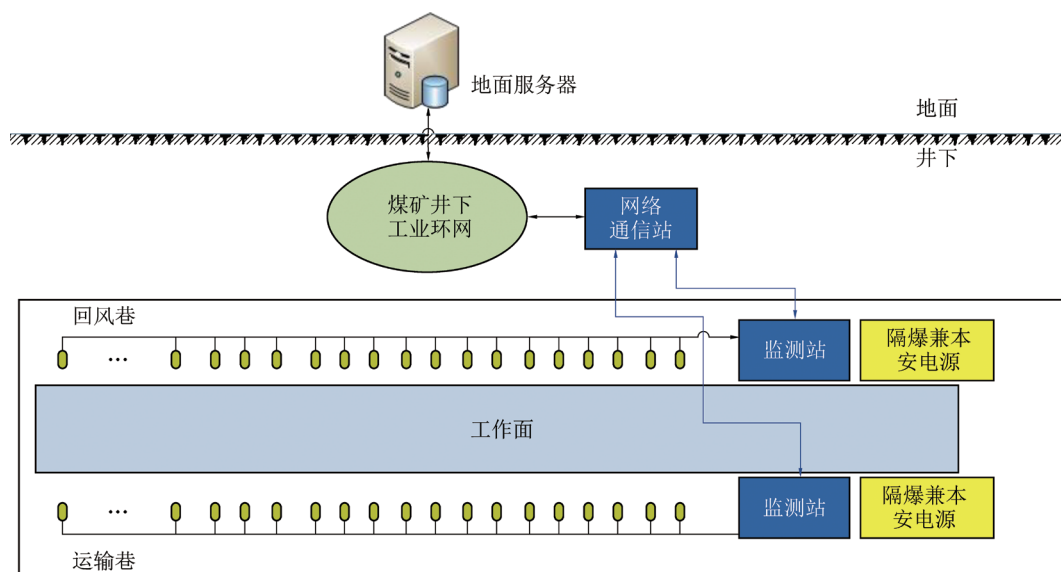 地面服务器
地面
井下
煤矿井下
工业环网
网络
通信站
回风巷
...
监测站
隔爆兼本
安电源
工作面
...
监测站
隔爆兼本
安电源
运输巷